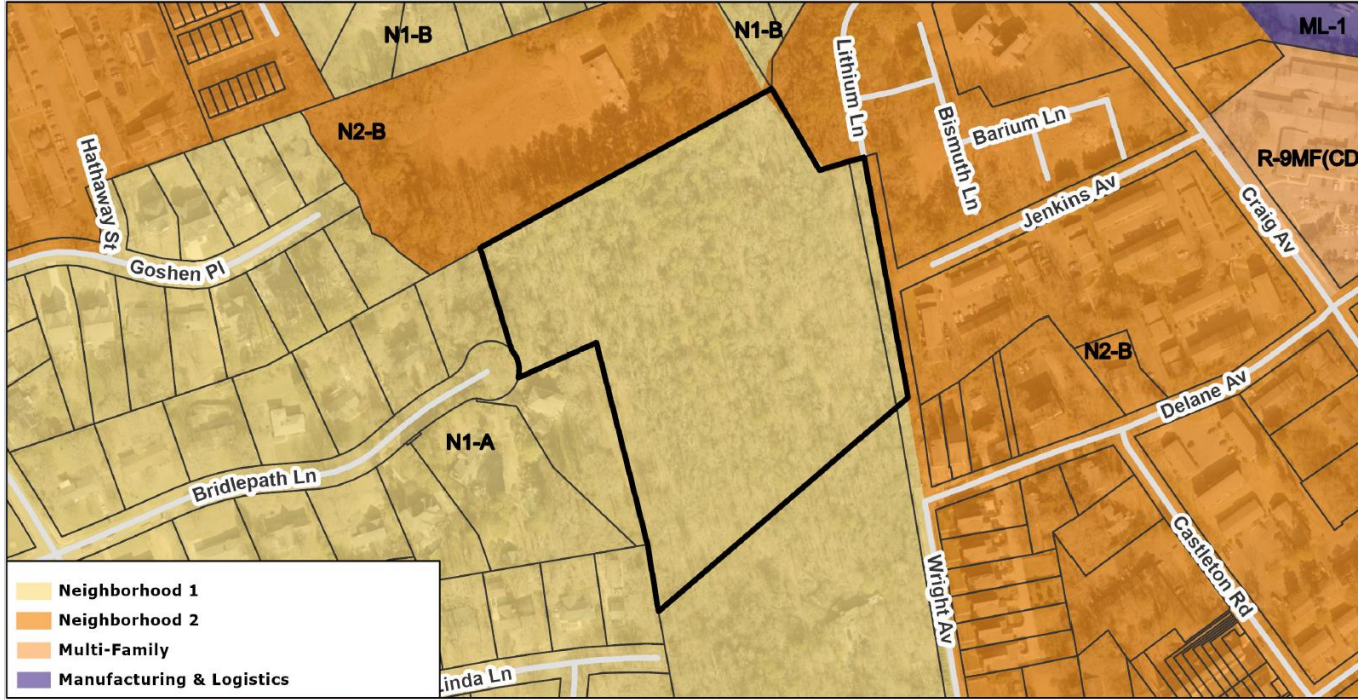 N1-B
N1-B
ML-1
Lithium Ln
Bismuth Ln
Barium Ln
N2-B
R-9MF(CD
Hathaway St
Jenkins Av
Craig Av
Goshen Pl
N2-B
Delane Av
N1-A
Bridlepath Ln
Castleton Rd
Wright Av
Linda Ln
Neighborhood 1
Neighborhood 2
Multi-Family
Manufacturing & Logistics